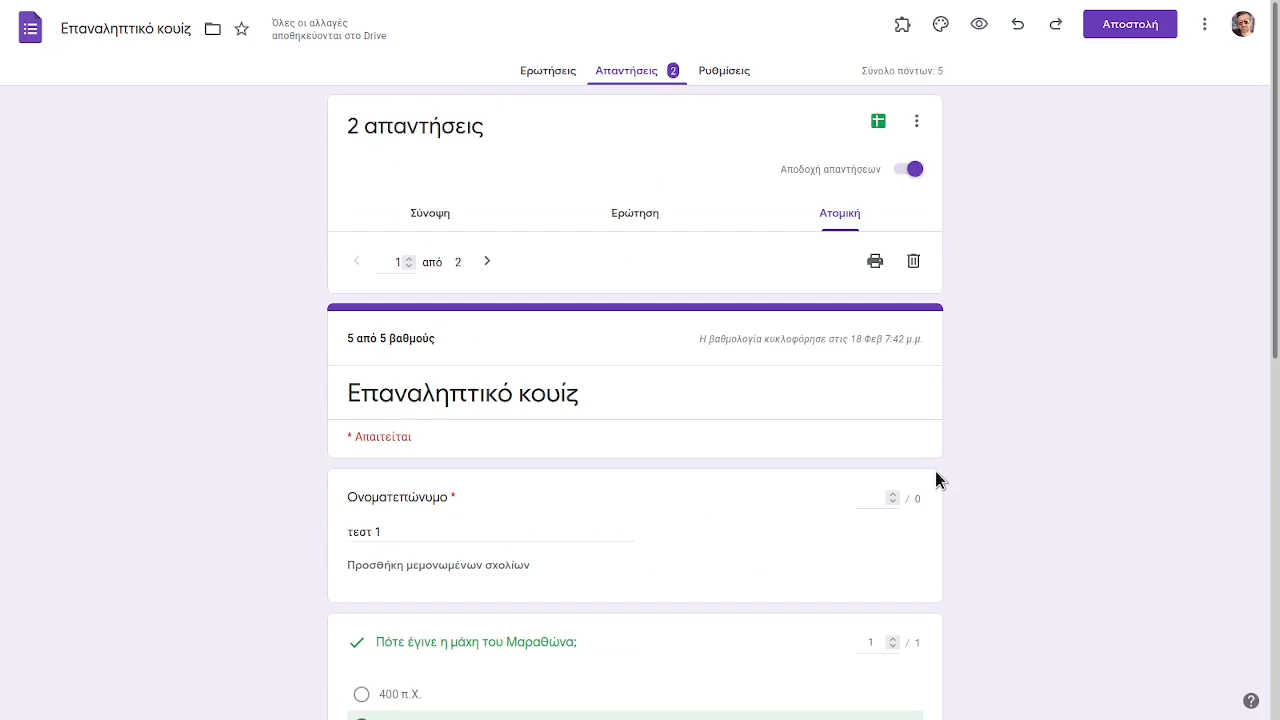 Επαναληπτικό κουίζ
Όλες οι αλλαγές
αποθηκεύονται στο Drive
Αποστολή
Ερωτήσεις
Απαντήσεις 2
Ρυθμίσεις
Σύνολο πόντων: 5
2 απαντήσεις
Αποδοχή απαντήσεων
Σύνοψη
Ερώτηση
Ατομική
1 από 2
5 από 5 βαθμούς
Η βαθμολογία κυκλοφόρησε στις 18 Φεβ 7:42 μ.μ.
Επαναληπτικό κουίζ
* Απαιτείται
Ονοματεπώνυμο *
/ 0
τεστ 1
Προσθήκη μεμονωμένων σχολίων
Πότε έγινε η μάχη του Μαραθώνα;
1 / 1
400 π.Χ.